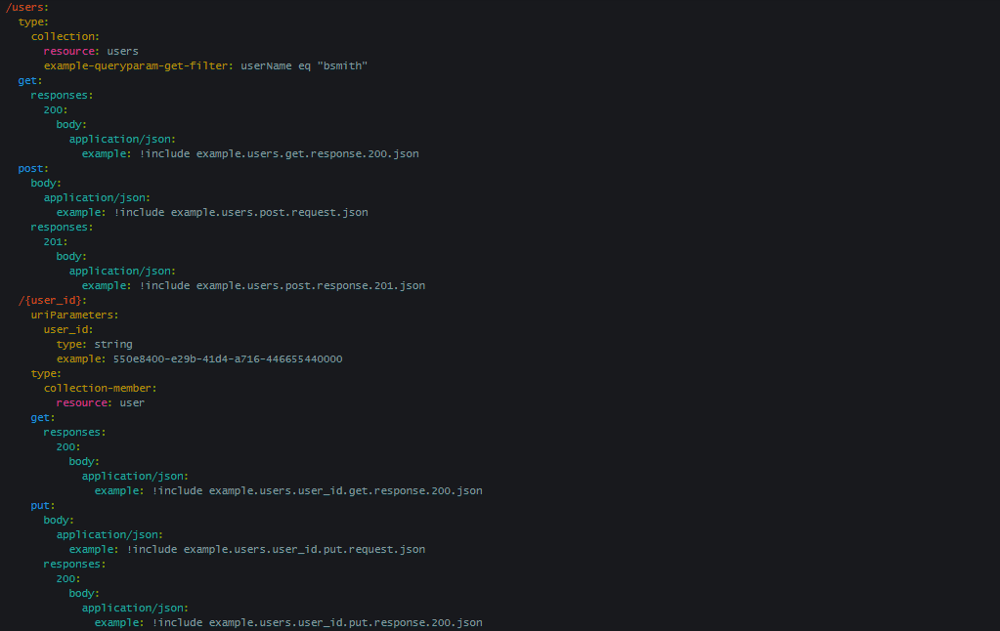 /users:
  type:
    collection:
      resource: users
      example-queryparam-get-filter: userName eq "bsmith"
  get:
    responses:
      200:
        body:
          application/json:
            example: !include example.users.get.response.200.json
  post:
    body:
      application/json:
        example: !include example.users.post.request.json
    responses:
      201:
        body:
          application/json:
            example: !include example.users.post.response.201.json
  /{user_id}:
    uriParameters:
      user_id:
        type: string
        example: 550e8400-e29b-41d4-a716-446655440000
    type:
      collection-member:
        resource: user
    get:
      responses:
        200:
          body:
            application/json:
              example: !include example.users.user_id.get.response.200.json
    put:
      body:
        application/json:
          example: !include example.users.user_id.put.request.json
      responses:
        200:
          body:
            application/json:
              example: !include example.users.user_id.put.response.200.json